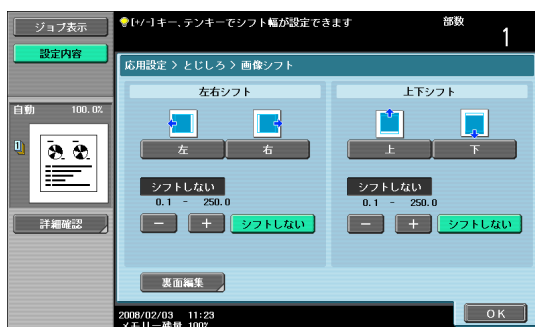 ジョブ表示
設定内容
[+/-]キー、テンキーでシフト幅が設定できます
部数
1
応用設定 > とじしろ > 画像シフト
左右シフト
上下シフト
自動 100.0%
左
右
上
下
シフトしない
0.1 - 250.0
－ ＋ シフトしない
シフトしない
0.1 - 250.0
－ ＋ シフトしない
詳細確認
裏面編集
2008/02/03 11:23
メモリー残量 100%
OK